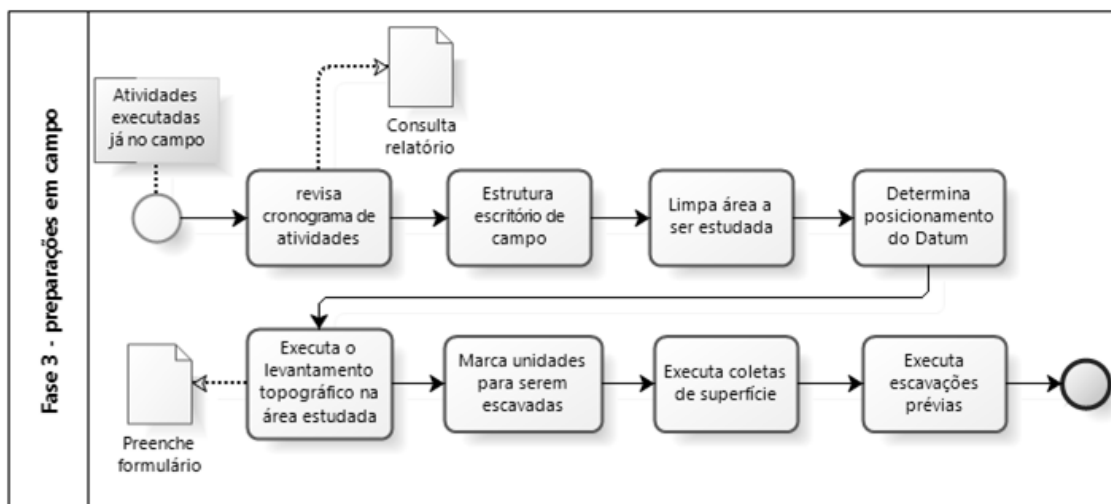 Fase 3 - preparações em campo
Atividades
executadas
já no campo
Consulta
relatório
revisa
cronograma de
atividades
Estrutura
escritório de
campo
Limpa área a
ser estudada
Determina
posicionamento
do Datum
Executa o
levantamento
topográfico na
área estudada
Preenche
formulário
Marca unidades
para serem
escavadas
Executa coletas
de superfície
Executa
escavações
prévias